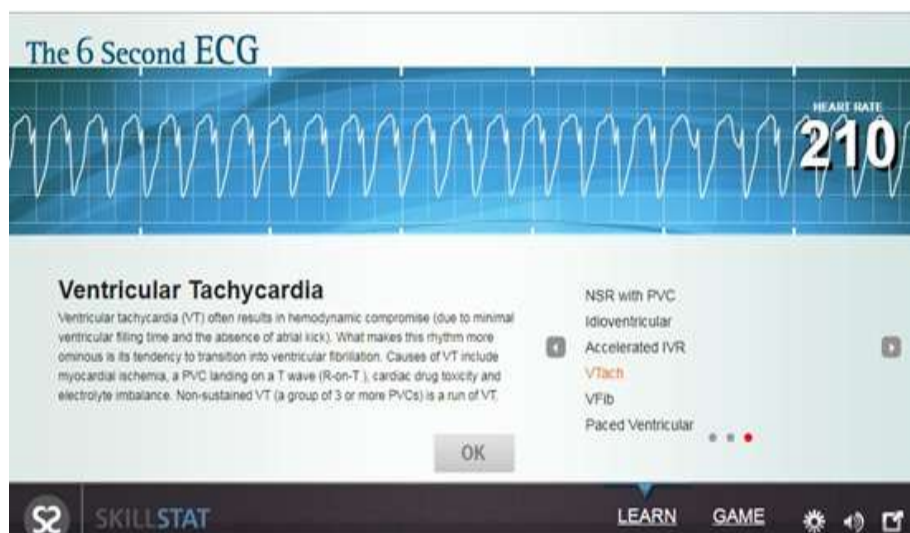 The 6 Second ECG
HEART RATE
210
Ventricular Tachycardia
Ventricular tachycardia (VT) often results in hemodynamic compromise (due to minimal
ventricular filling time and the absence of atrial kick). What makes this rhythm more
ominous is its tendency to transition into ventricular fibrillation. Causes of VT include
myocardial ischemia, a PVC landing on a T wave (R-on-T ), cardiac drug toxicity and
electrolyte imbalance. Non-sustained VT (a group of 3 or more PVCs) is a run of VT.
OK
NSR with PVC
Idioventricular
Accelerated IVR
VTach
VFib
Paced Ventricular
SKILLSTAT
LEARN
GAME